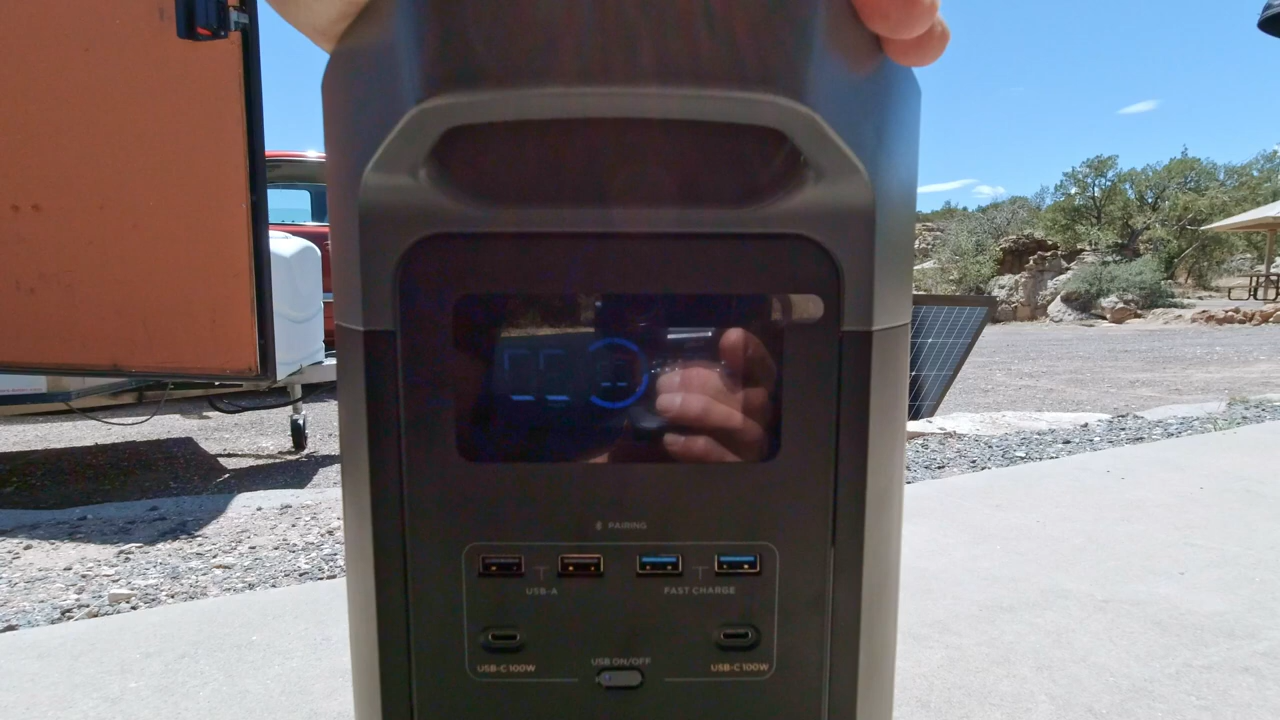 PAIRING
USB-A
FAST CHARGE
USB-C 100W
USB ON/OFF
USB-C 100W